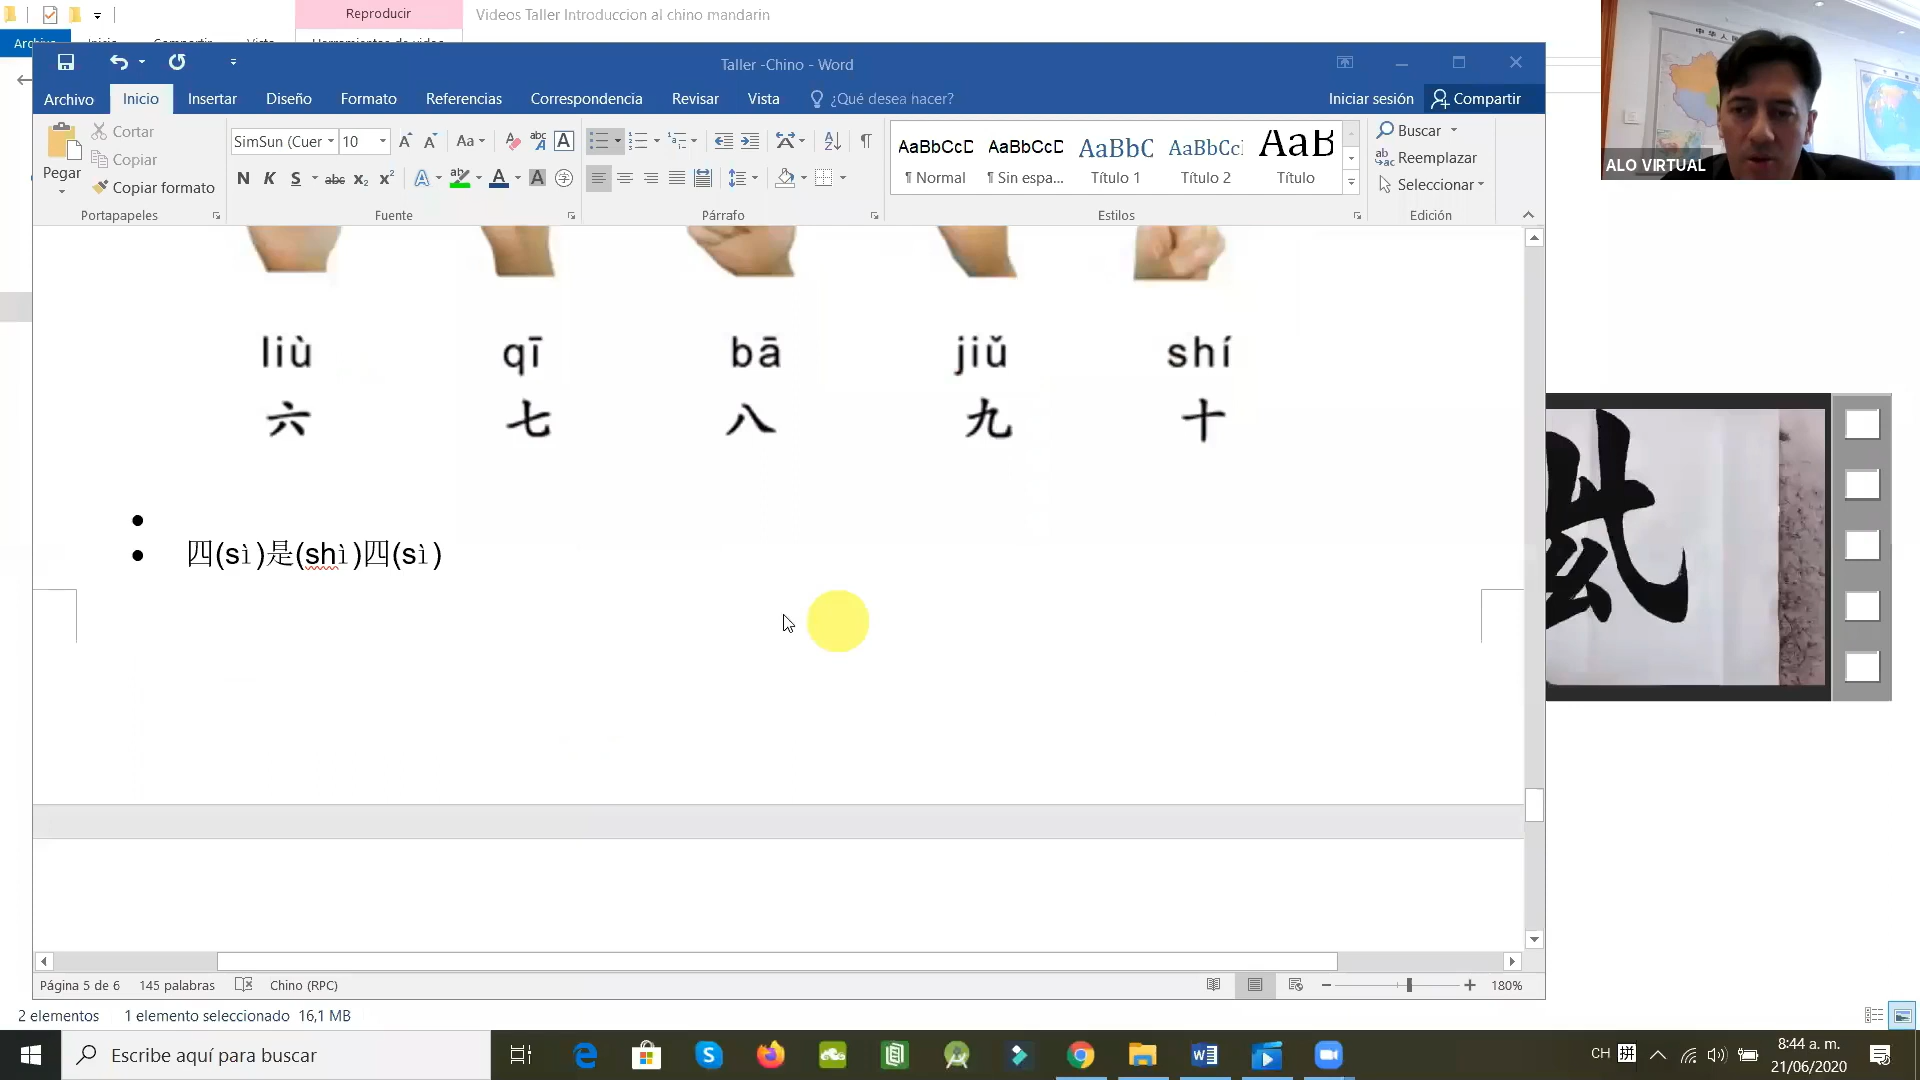 Reproducir
Videos Taller Introduccion al chino mandarin
Taller -Chino - Word
Archivo Inicio Insertar Diseño Formato Referencias Correspondencia Revisar Vista ¿Qué desea hacer? Iniciar sesión Compartir
Pegar
Cortar
Copiar
Copiar formato
Portapapeles
SimSun (Cuer 10
Fuente
Párrafo
AaBbCcD AaBbCcD AaBbC AaBbCc AaB
¶ Normal ¶ Sin espa... Título 1 Título 2 Título
Estilos
Buscar
Reemplazar
Seleccionar
Edición
ALO VIRTUAL
liù qī bā jiǔ shí
六 七 八 九 十
四(sì)是(shì)四(sì)
Página 5 de 6 145 palabras Chino (RPC) 180%
2 elementos 1 elemento seleccionado 16,1 MB
Escribe aquí para buscar
CH 拼
8:44 a. m.
21/06/2020